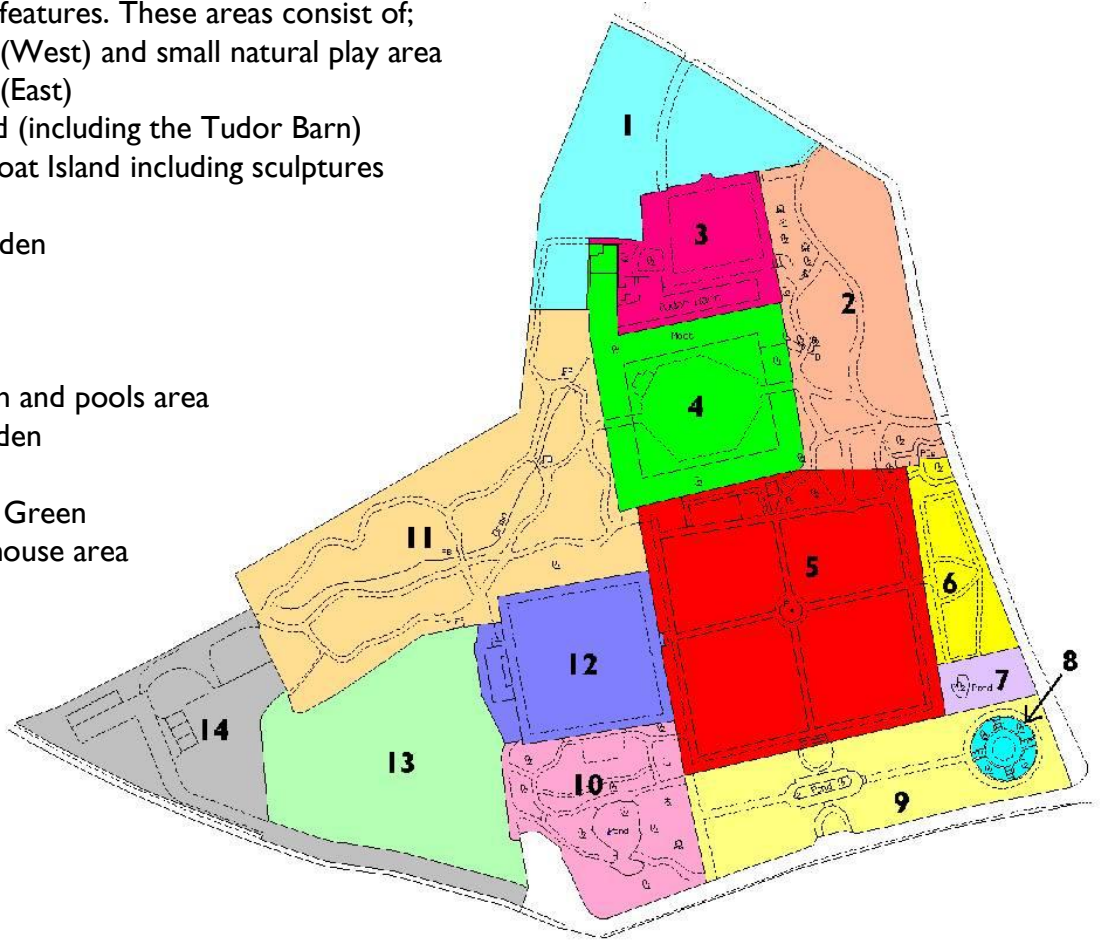 features. These areas consist of;
(West) and small natural play area
(East)
d (including the Tudor Barn)
oat Island including sculptures
den
n and pools area
den
Green
house area
1
3
2
Tudor Barn
Moat
4
11
5
6
12
8
Pond 7
14
13
10
Pond
9
Pond